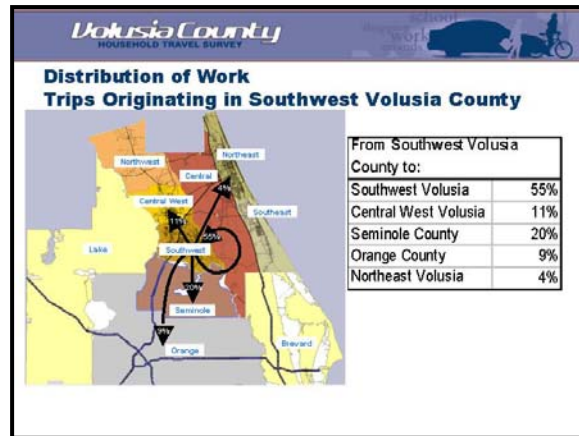 Volusia County
HOUSEHOLD TRAVEL SURVEY
school
work
Distribution of Work
Trips Originating in Southwest Volusia County
Northwest
Northeast
Central
4%
Central West
11%
Southeast
55%
Lake
Southwest
20%
Seminole
9%
Orange
Brevard
From Southwest Volusia
County to:
Southwest Volusia 55%
Central West Volusia 11%
Seminole County 20%
Orange County 9%
Northeast Volusia 4%